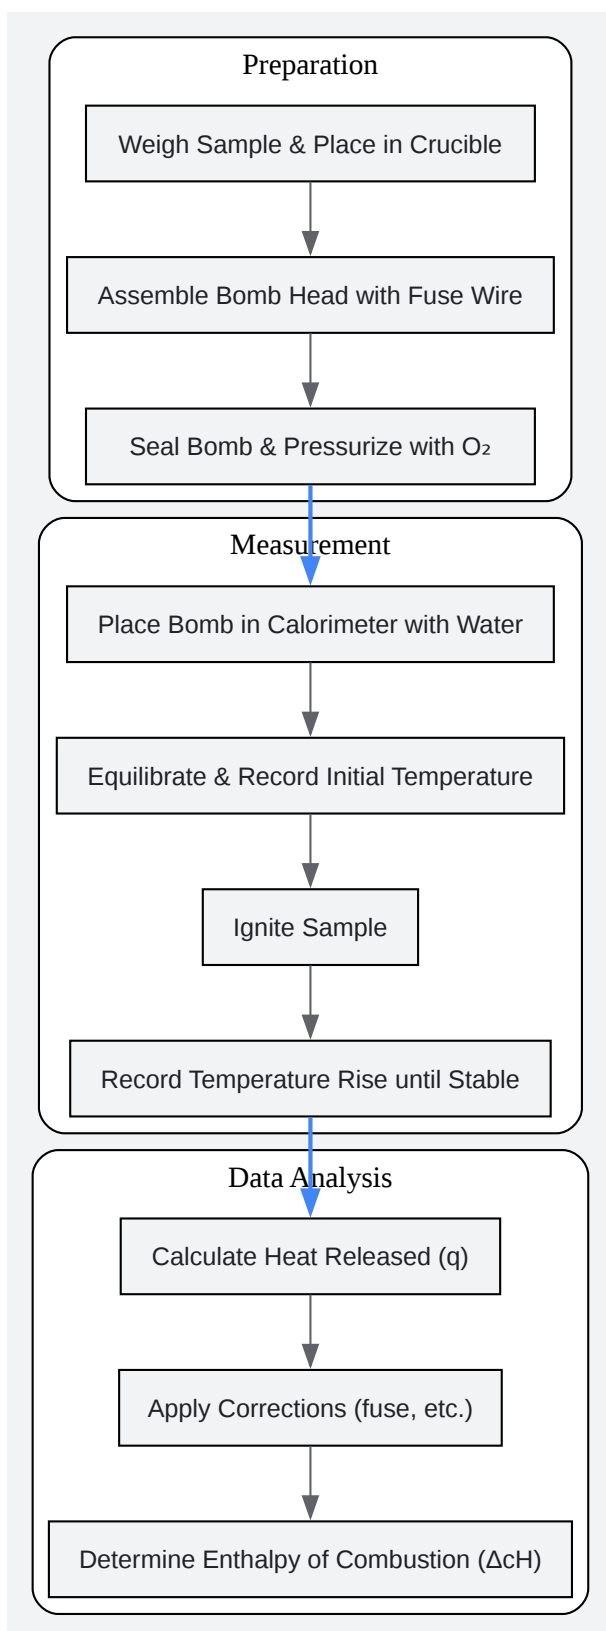 Preparation
Weigh Sample & Place in Crucible
Assemble Bomb Head with Fuse Wire
Seal Bomb & Pressurize with O₂
Measurement
Place Bomb in Calorimeter with Water
Equilibrate & Record Initial Temperature
Ignite Sample
Record Temperature Rise until Stable
Data Analysis
Calculate Heat Released (q)
Apply Corrections (fuse, etc.)
Determine Enthalpy of Combustion (ΔcH)